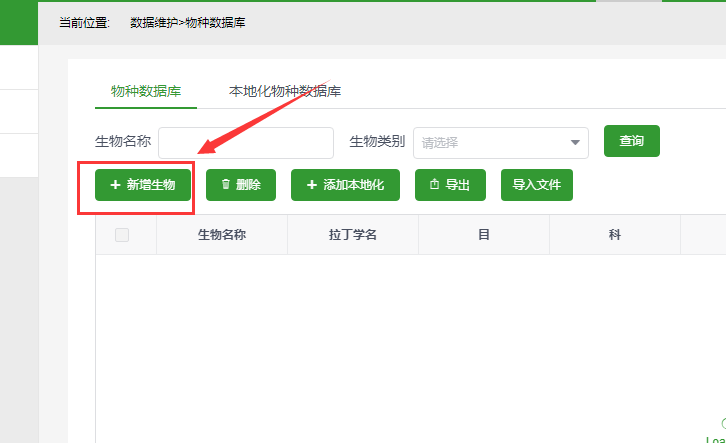 当前位置: 数据维护>物种数据库
物种数据库 本地化物种数据库
生物名称 生物类别 请选择 查询
新增生物 删除 添加本地化 导出 导入文件
生物名称 拉丁学名 目 科